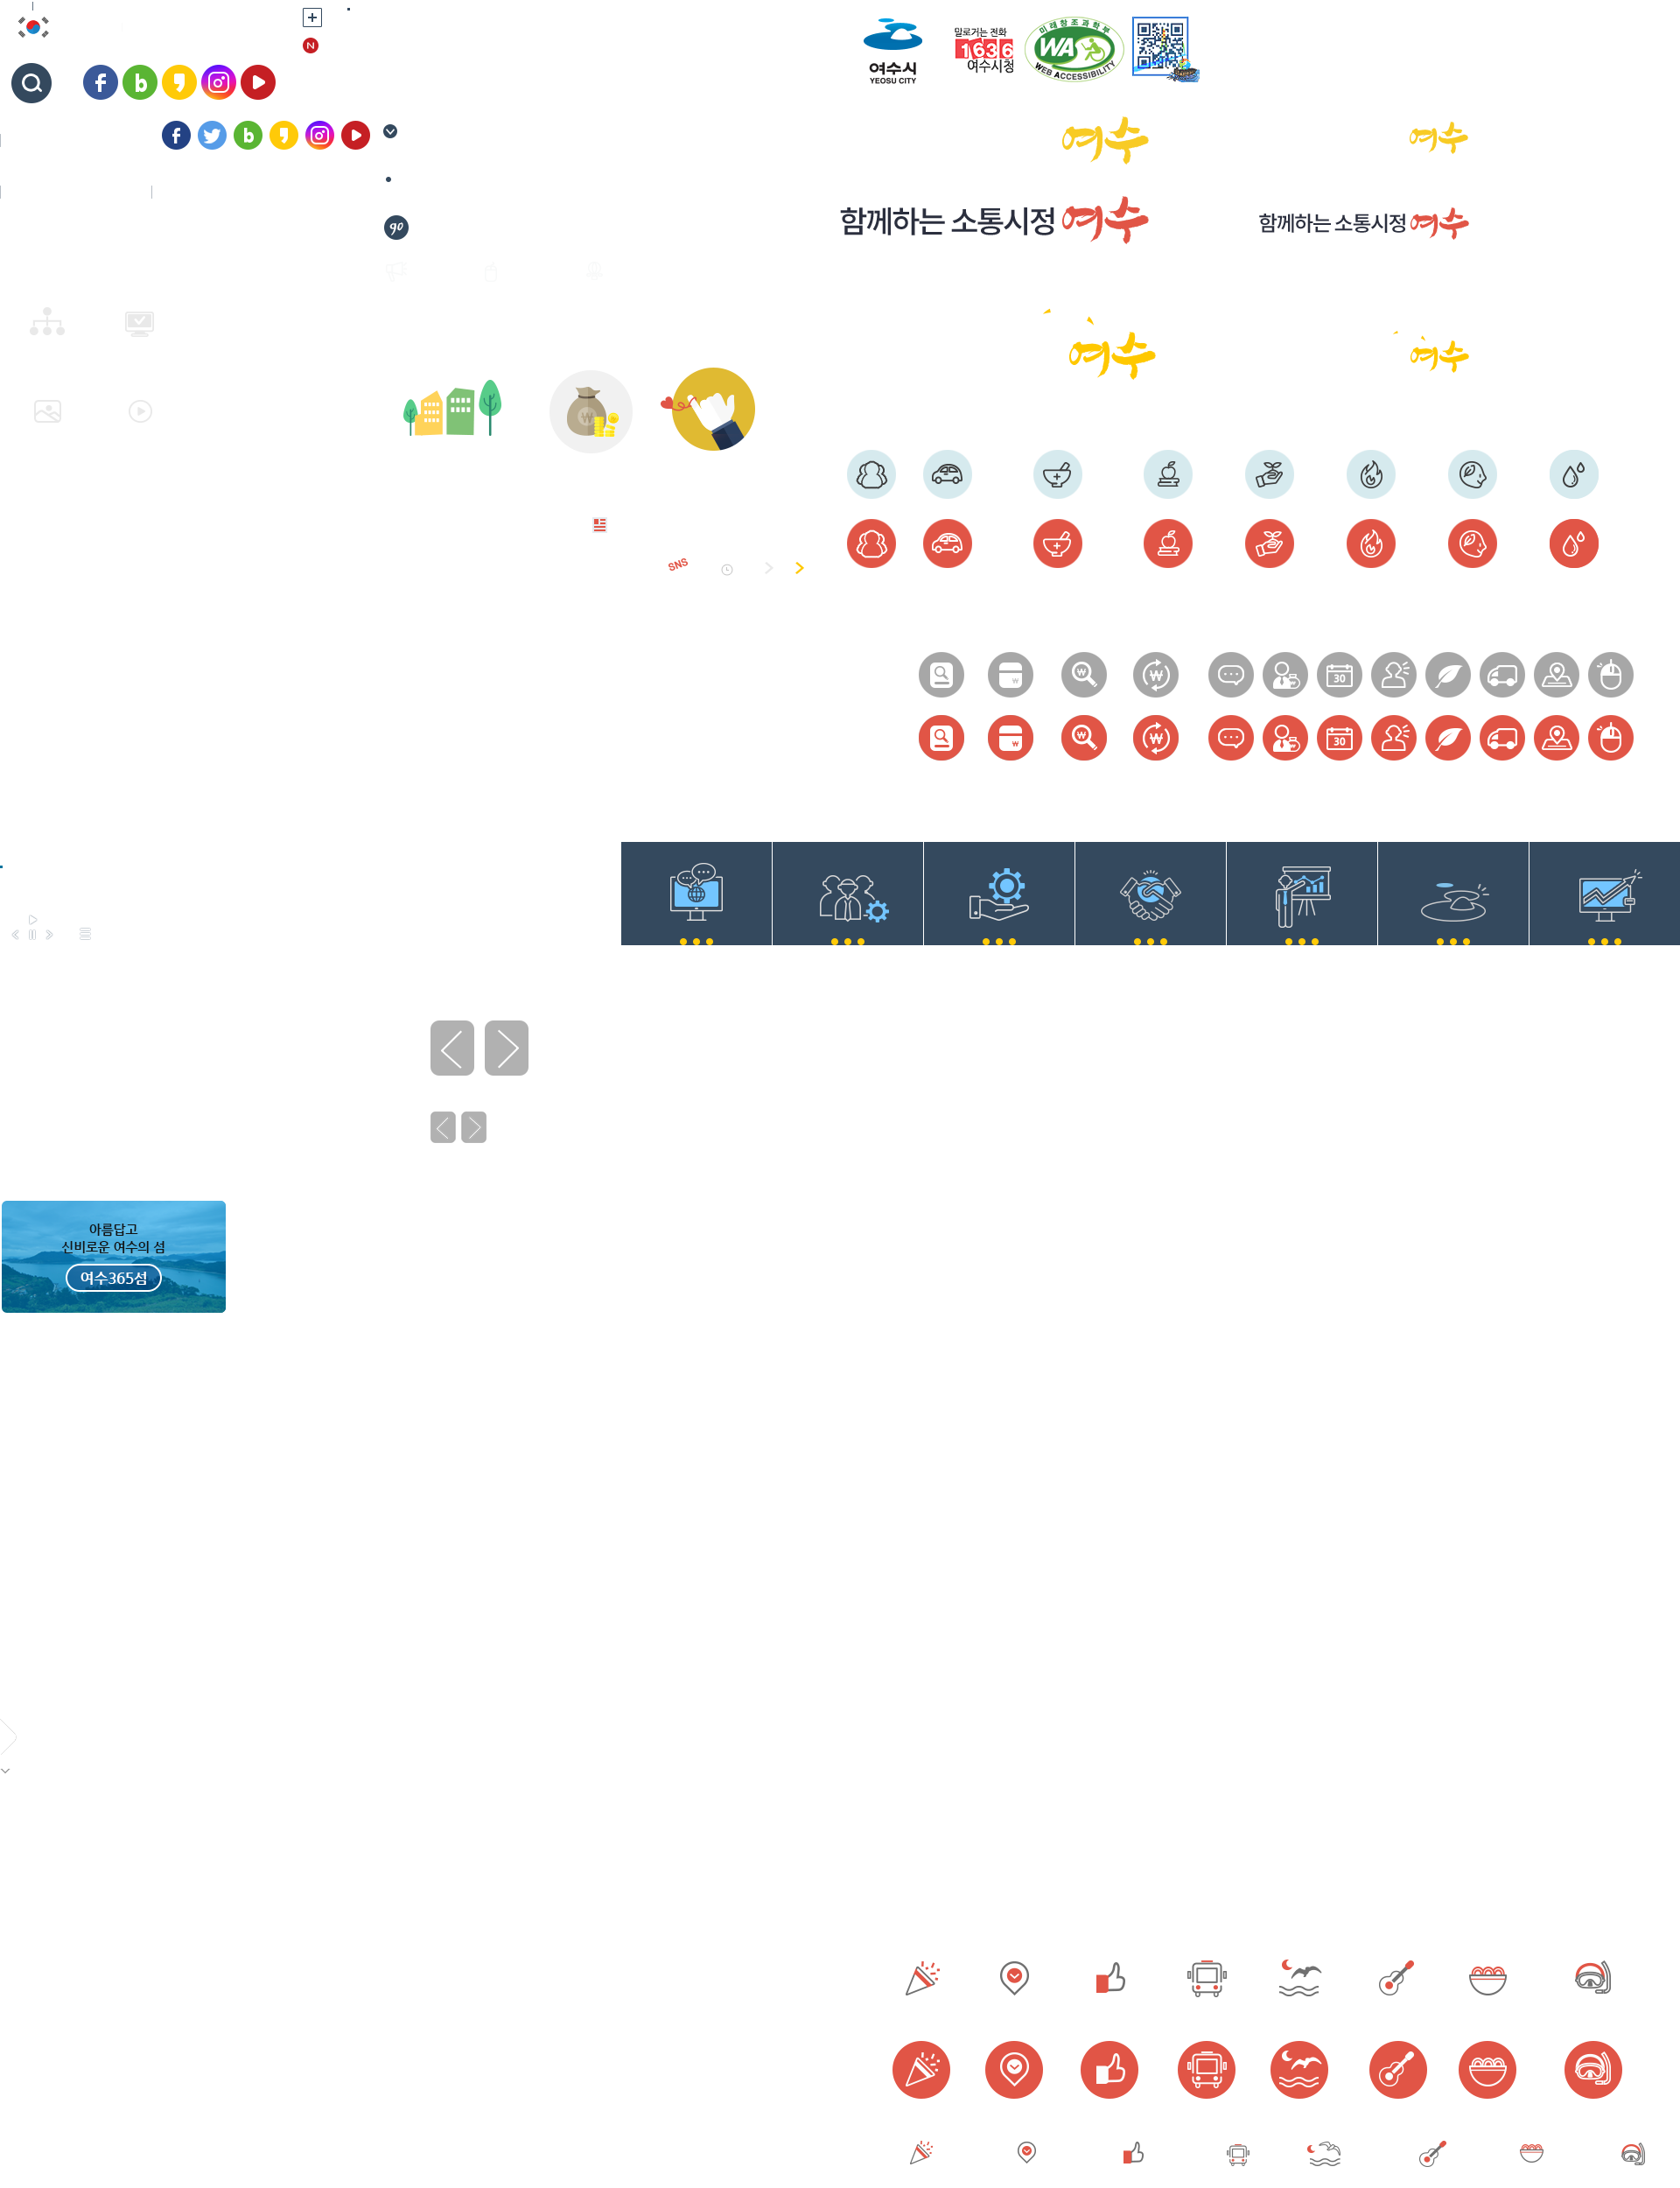 N
여수시
YEOSU CITY
말로거는 전화
1636
여수시청
미래창조과학부
WA
WEB ACCESSIBILITY
여수
여수
함께하는 소통시정 여수
함께하는 소통시정 여수
go
여수
여수
SNS
30
30
아름답고
신비로운 여수의 섬
여수365섬